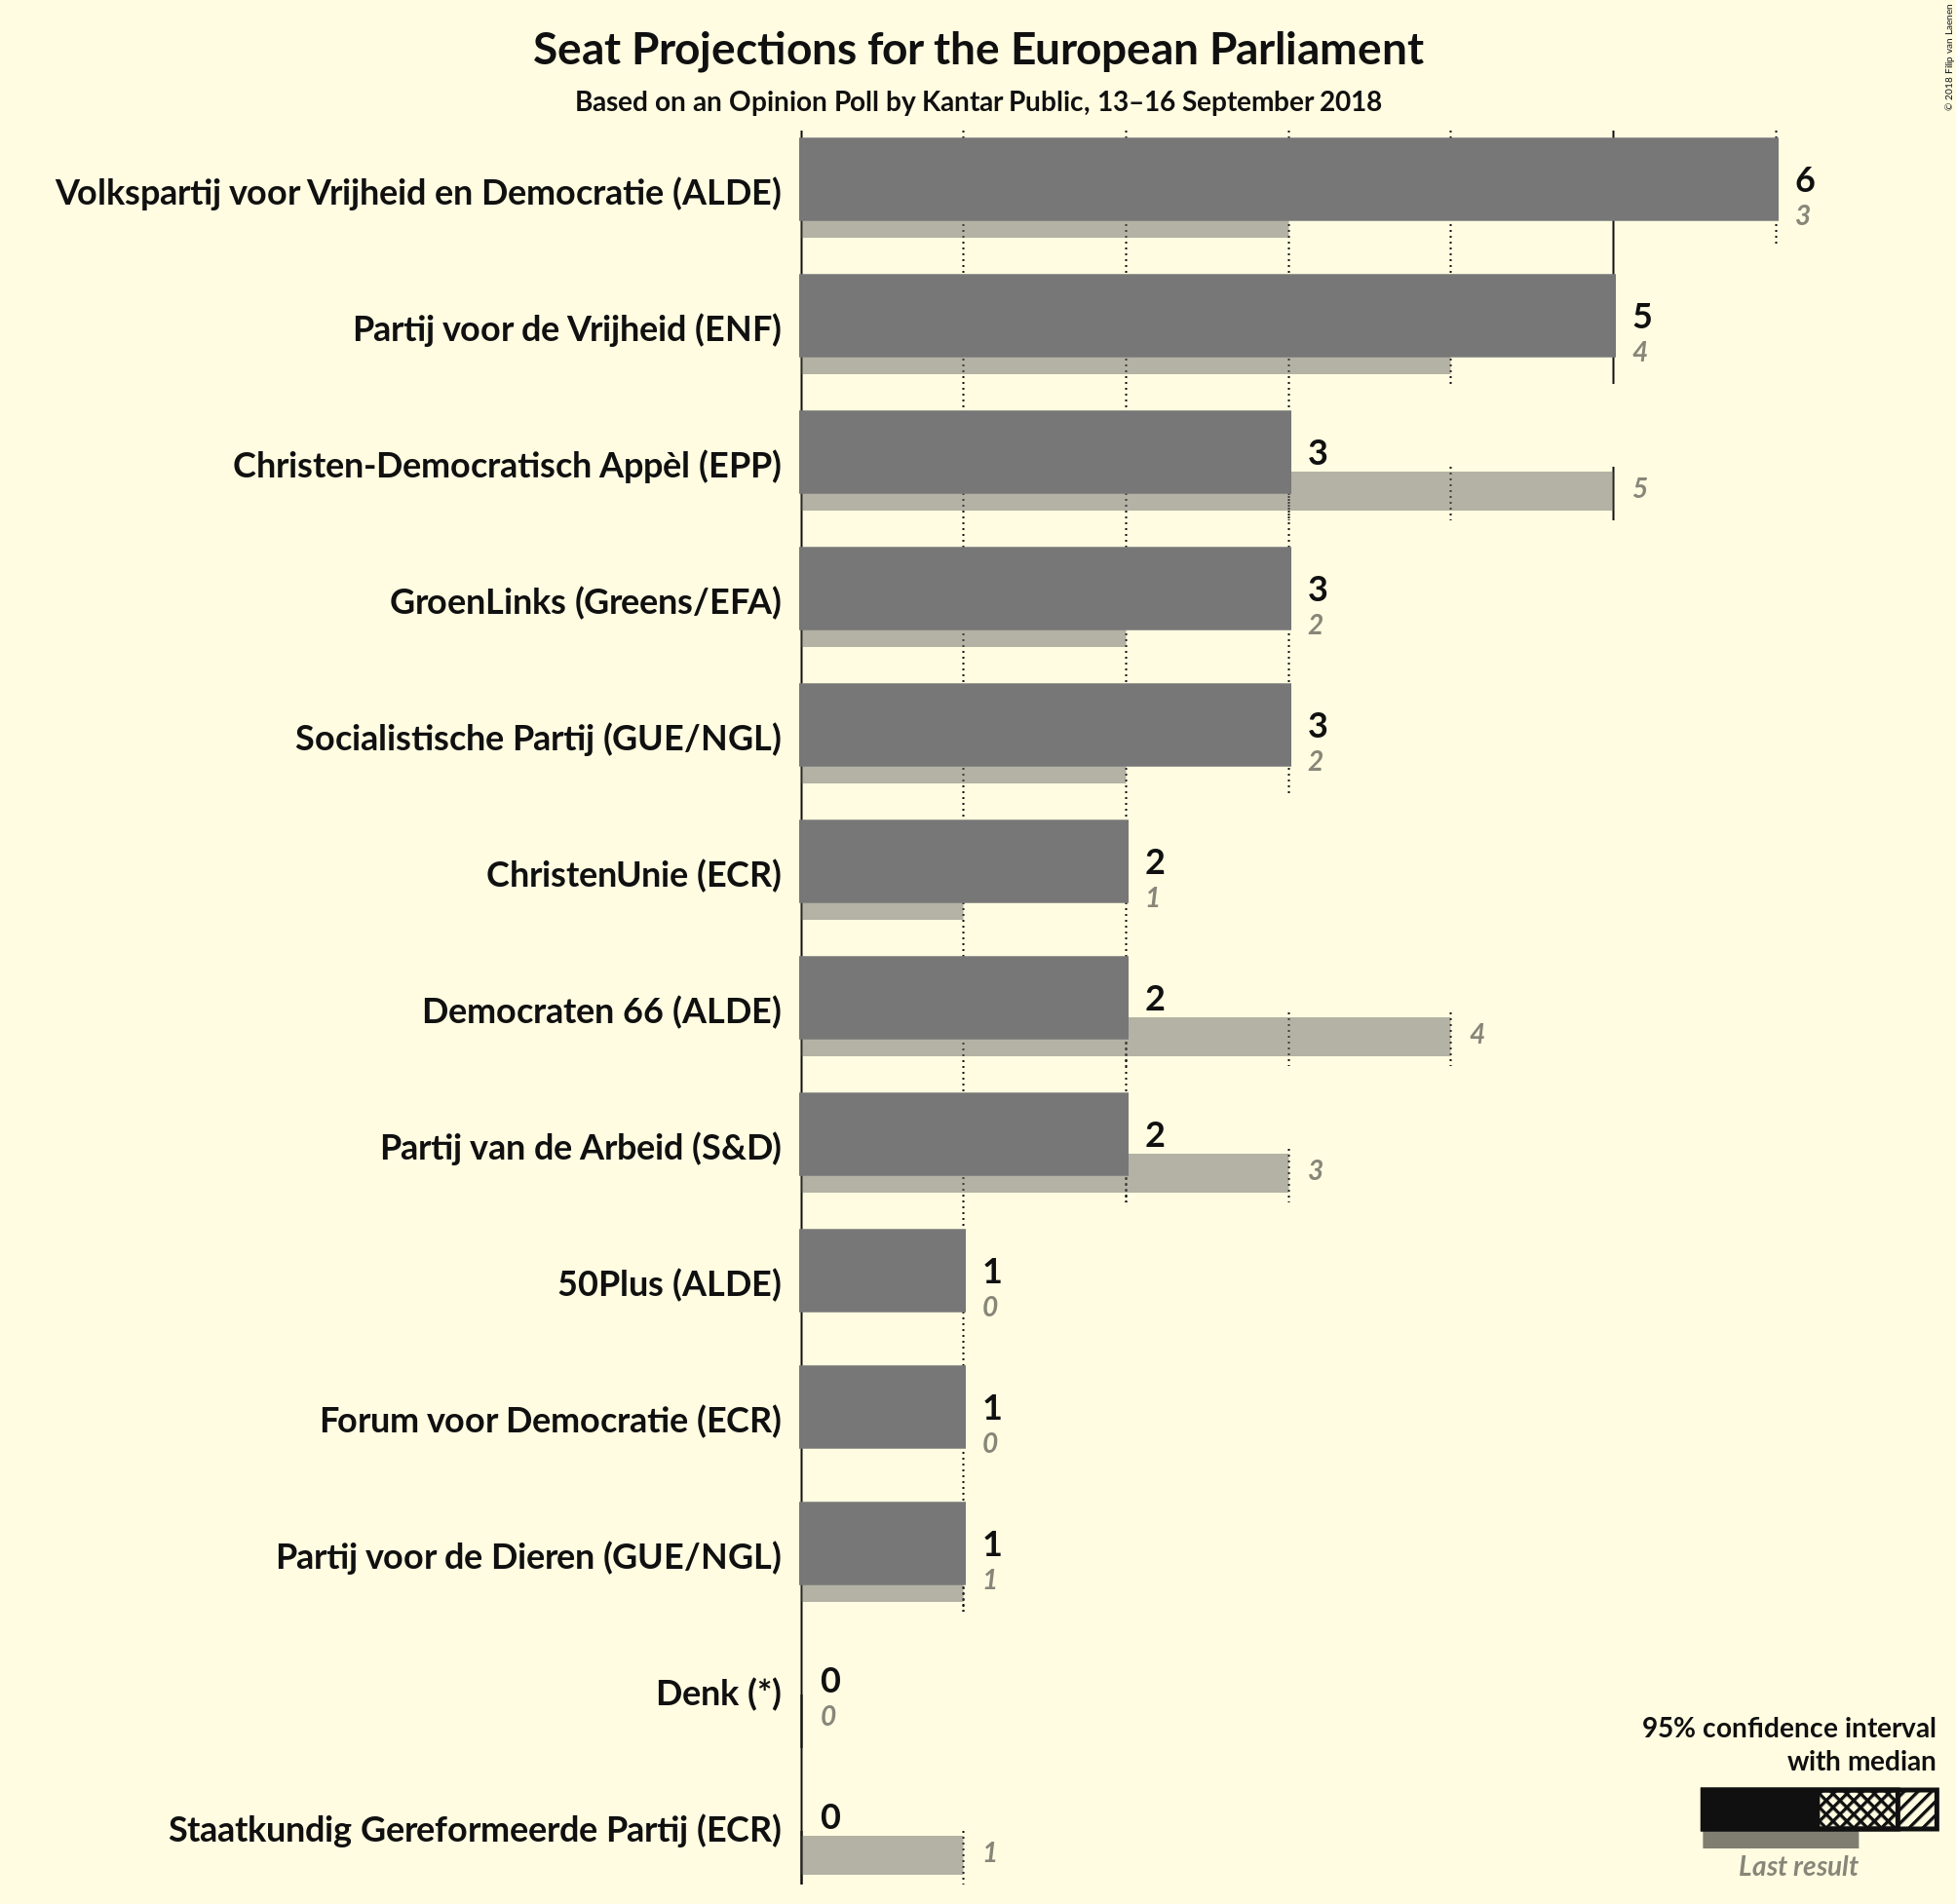 Seat Projections for the European Parliament
Based on an Opinion Poll by Kantar Public, 13–16 September 2018
© 2018 Filip van Laenen
Volkspartij voor Vrijheid en Democratie (ALDE)
6
3
Partij voor de Vrijheid (ENF)
5
4
Christen-Democratisch Appèl (EPP)
3
5
GroenLinks (Greens/EFA)
3
2
Socialistische Partij (GUE/NGL)
3
2
ChristenUnie (ECR)
2
1
Democraten 66 (ALDE)
2
4
Partij van de Arbeid (S&D)
2
3
50Plus (ALDE)
1
0
Forum voor Democratie (ECR)
1
0
Partij voor de Dieren (GUE/NGL)
1
1
Denk (*)
0
0
Staatkundig Gereformeerde Partij (ECR)
0
1
95% confidence interval
with median
Last result